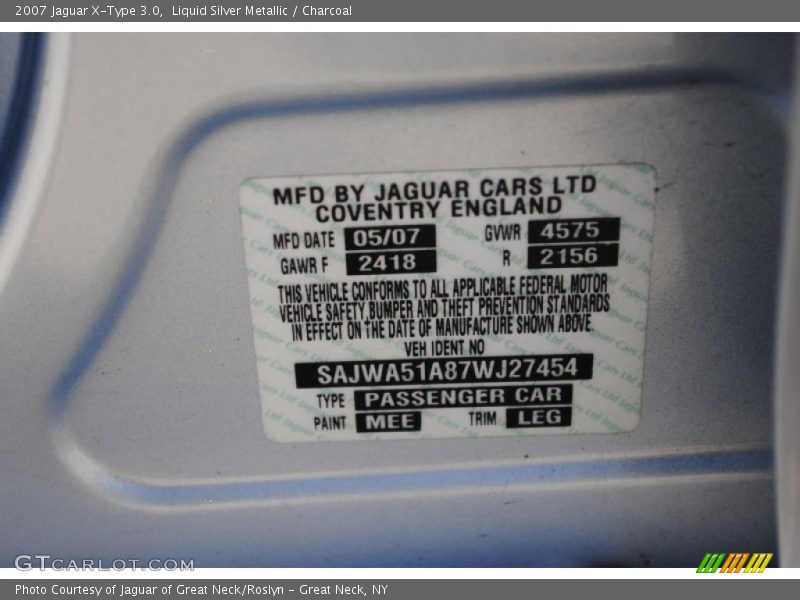 2007 Jaguar X-Type 3.0, Liquid Silver Metallic / Charcoal
MFD BY JAGUAR CARS LTD
COVENTRY ENGLAND
MFD DATE 05/07 GVWR 4575
GAWR F 2418 R 2156
THIS VEHICLE CONFORMS TO ALL APPLICABLE FEDERAL MOTOR
VEHICLE SAFETY,BUMPER AND THEFT PREVENTION STANDARDS
IN EFFECT ON THE DATE OF MANUFACTURE SHOWN ABOVE
VEH IDENT NO
SAJWA51A87WJ27454
TYPE PASSENGER CAR
PAINT MEE TRIM LEG
GTCARLOT.COM
Photo Courtesy of Jaguar of Great Neck/Roslyn – Great Neck, NY